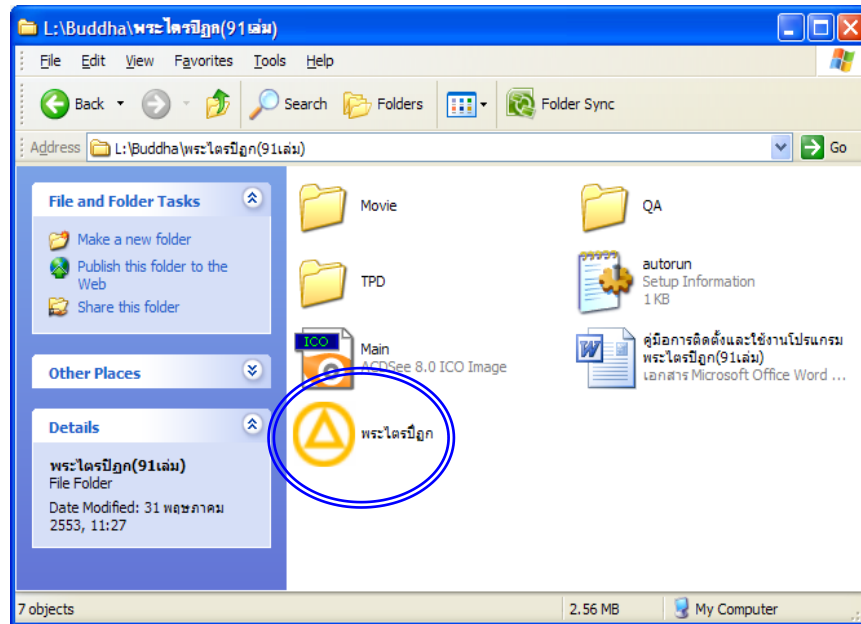 L:\Buddha\พระไตรปิฎก(91เล่ม)
File Edit View Favorites Tools Help
Back Search Folders Folder Sync
Address L:\Buddha\พระไตรปิฎก(91เล่ม) Go
File and Folder Tasks
Make a new folder
Publish this folder to the
Web
Share this folder
Other Places
Details
พระไตรปิฎก(91เล่ม)
File Folder
Date Modified: 31 พฤษภาคม
2553, 11:27
Movie
QA
TPD
autorun
Setup Information
1 KB
ICO
Main
ACDSee 8.0 ICO Image
คู่มือการติดตั้งและใช้งานโปรแกรม
พระไตรปิฎก(91เล่ม)
เอกสาร Microsoft Office Word ...
พระไตรปิฎก
7 objects 2.56 MB My Computer